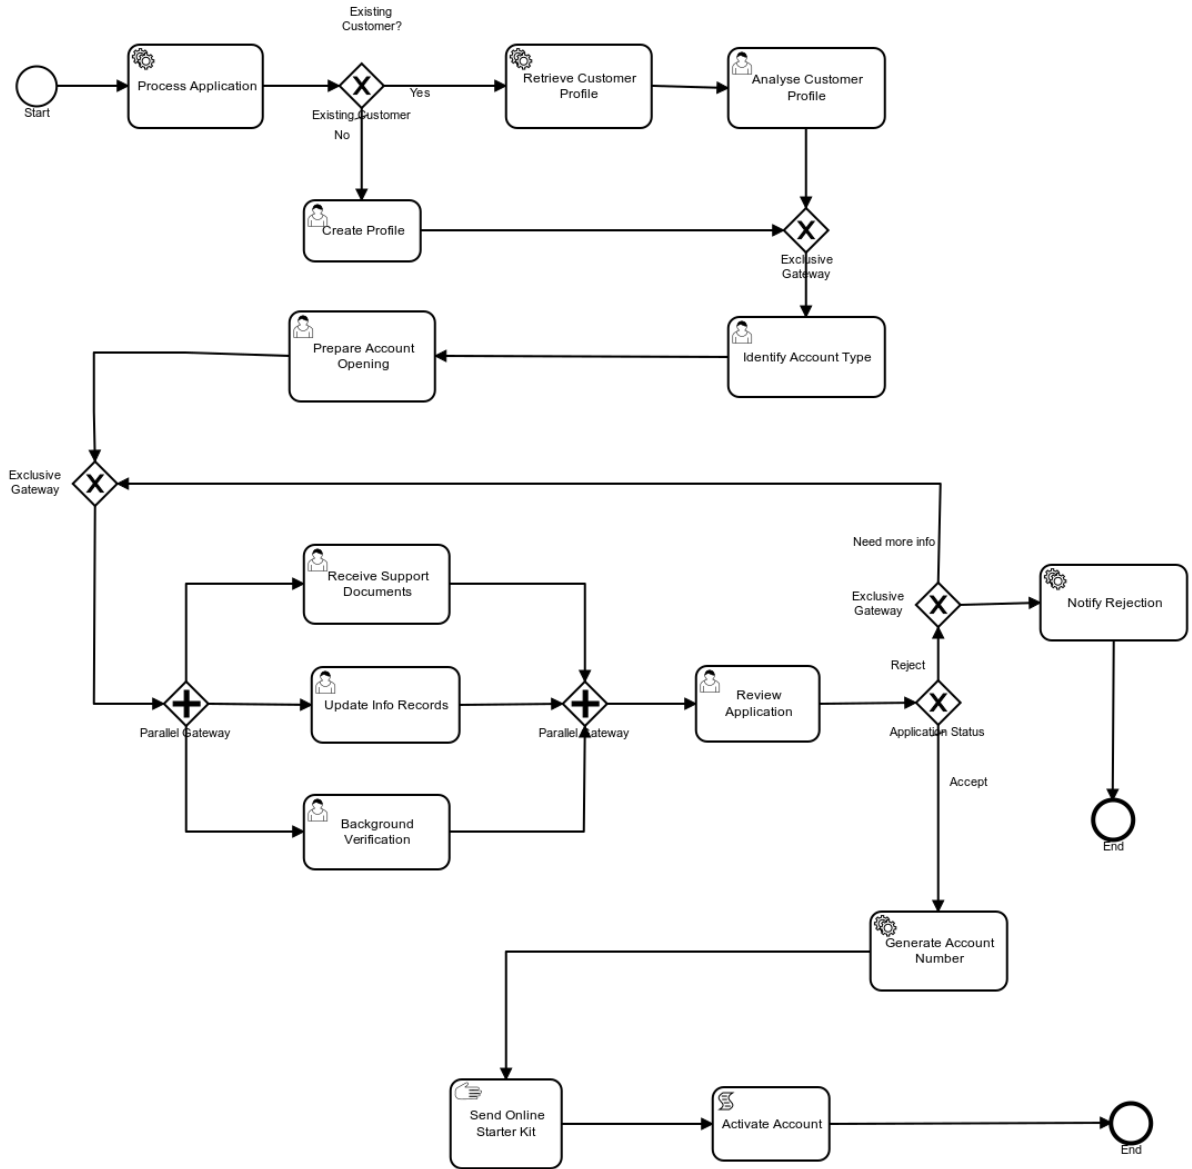 Existing
Customer?
Start
Process Application
Existing Customer
Yes
No
Retrieve Customer
Profile
Analyse Customer
Profile
Create Profile
Exclusive
Gateway
Identify Account Type
Prepare Account
Opening
Exclusive
Gateway
Need more info
Exclusive
Gateway
Notify Rejection
Receive Support
Documents
Reject
Update Info Records
Review
Application
Parallel Gateway
Parallel Gateway
Application Status
Accept
Background
Verification
End
Generate Account
Number
Send Online
Starter Kit
Activate Account
End